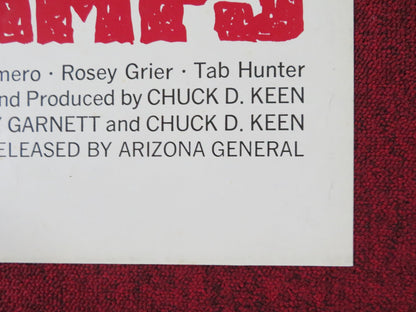 mero · Rosey Grier · Tab Hunter
nd Produced by CHUCK D. KEEN
GARNETT and CHUCK D. KEEN
ELEASED BY ARIZONA GENERAL